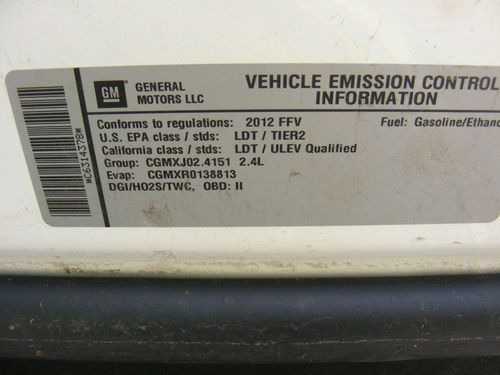 GM GENERAL MOTORS LLC
VEHICLE EMISSION CONTROL
INFORMATION
Conforms to regulations: 2012 FFV Fuel: Gasoline/Ethano
U.S. EPA class / stds: LDT / TIER2
California class / stds: LDT / ULEV Qualified
Group: CGMXJ02.4151 2.4L
Evap: CGMXR0138813
DGI/HO2S/TWC, OBD: II
*C6314378*